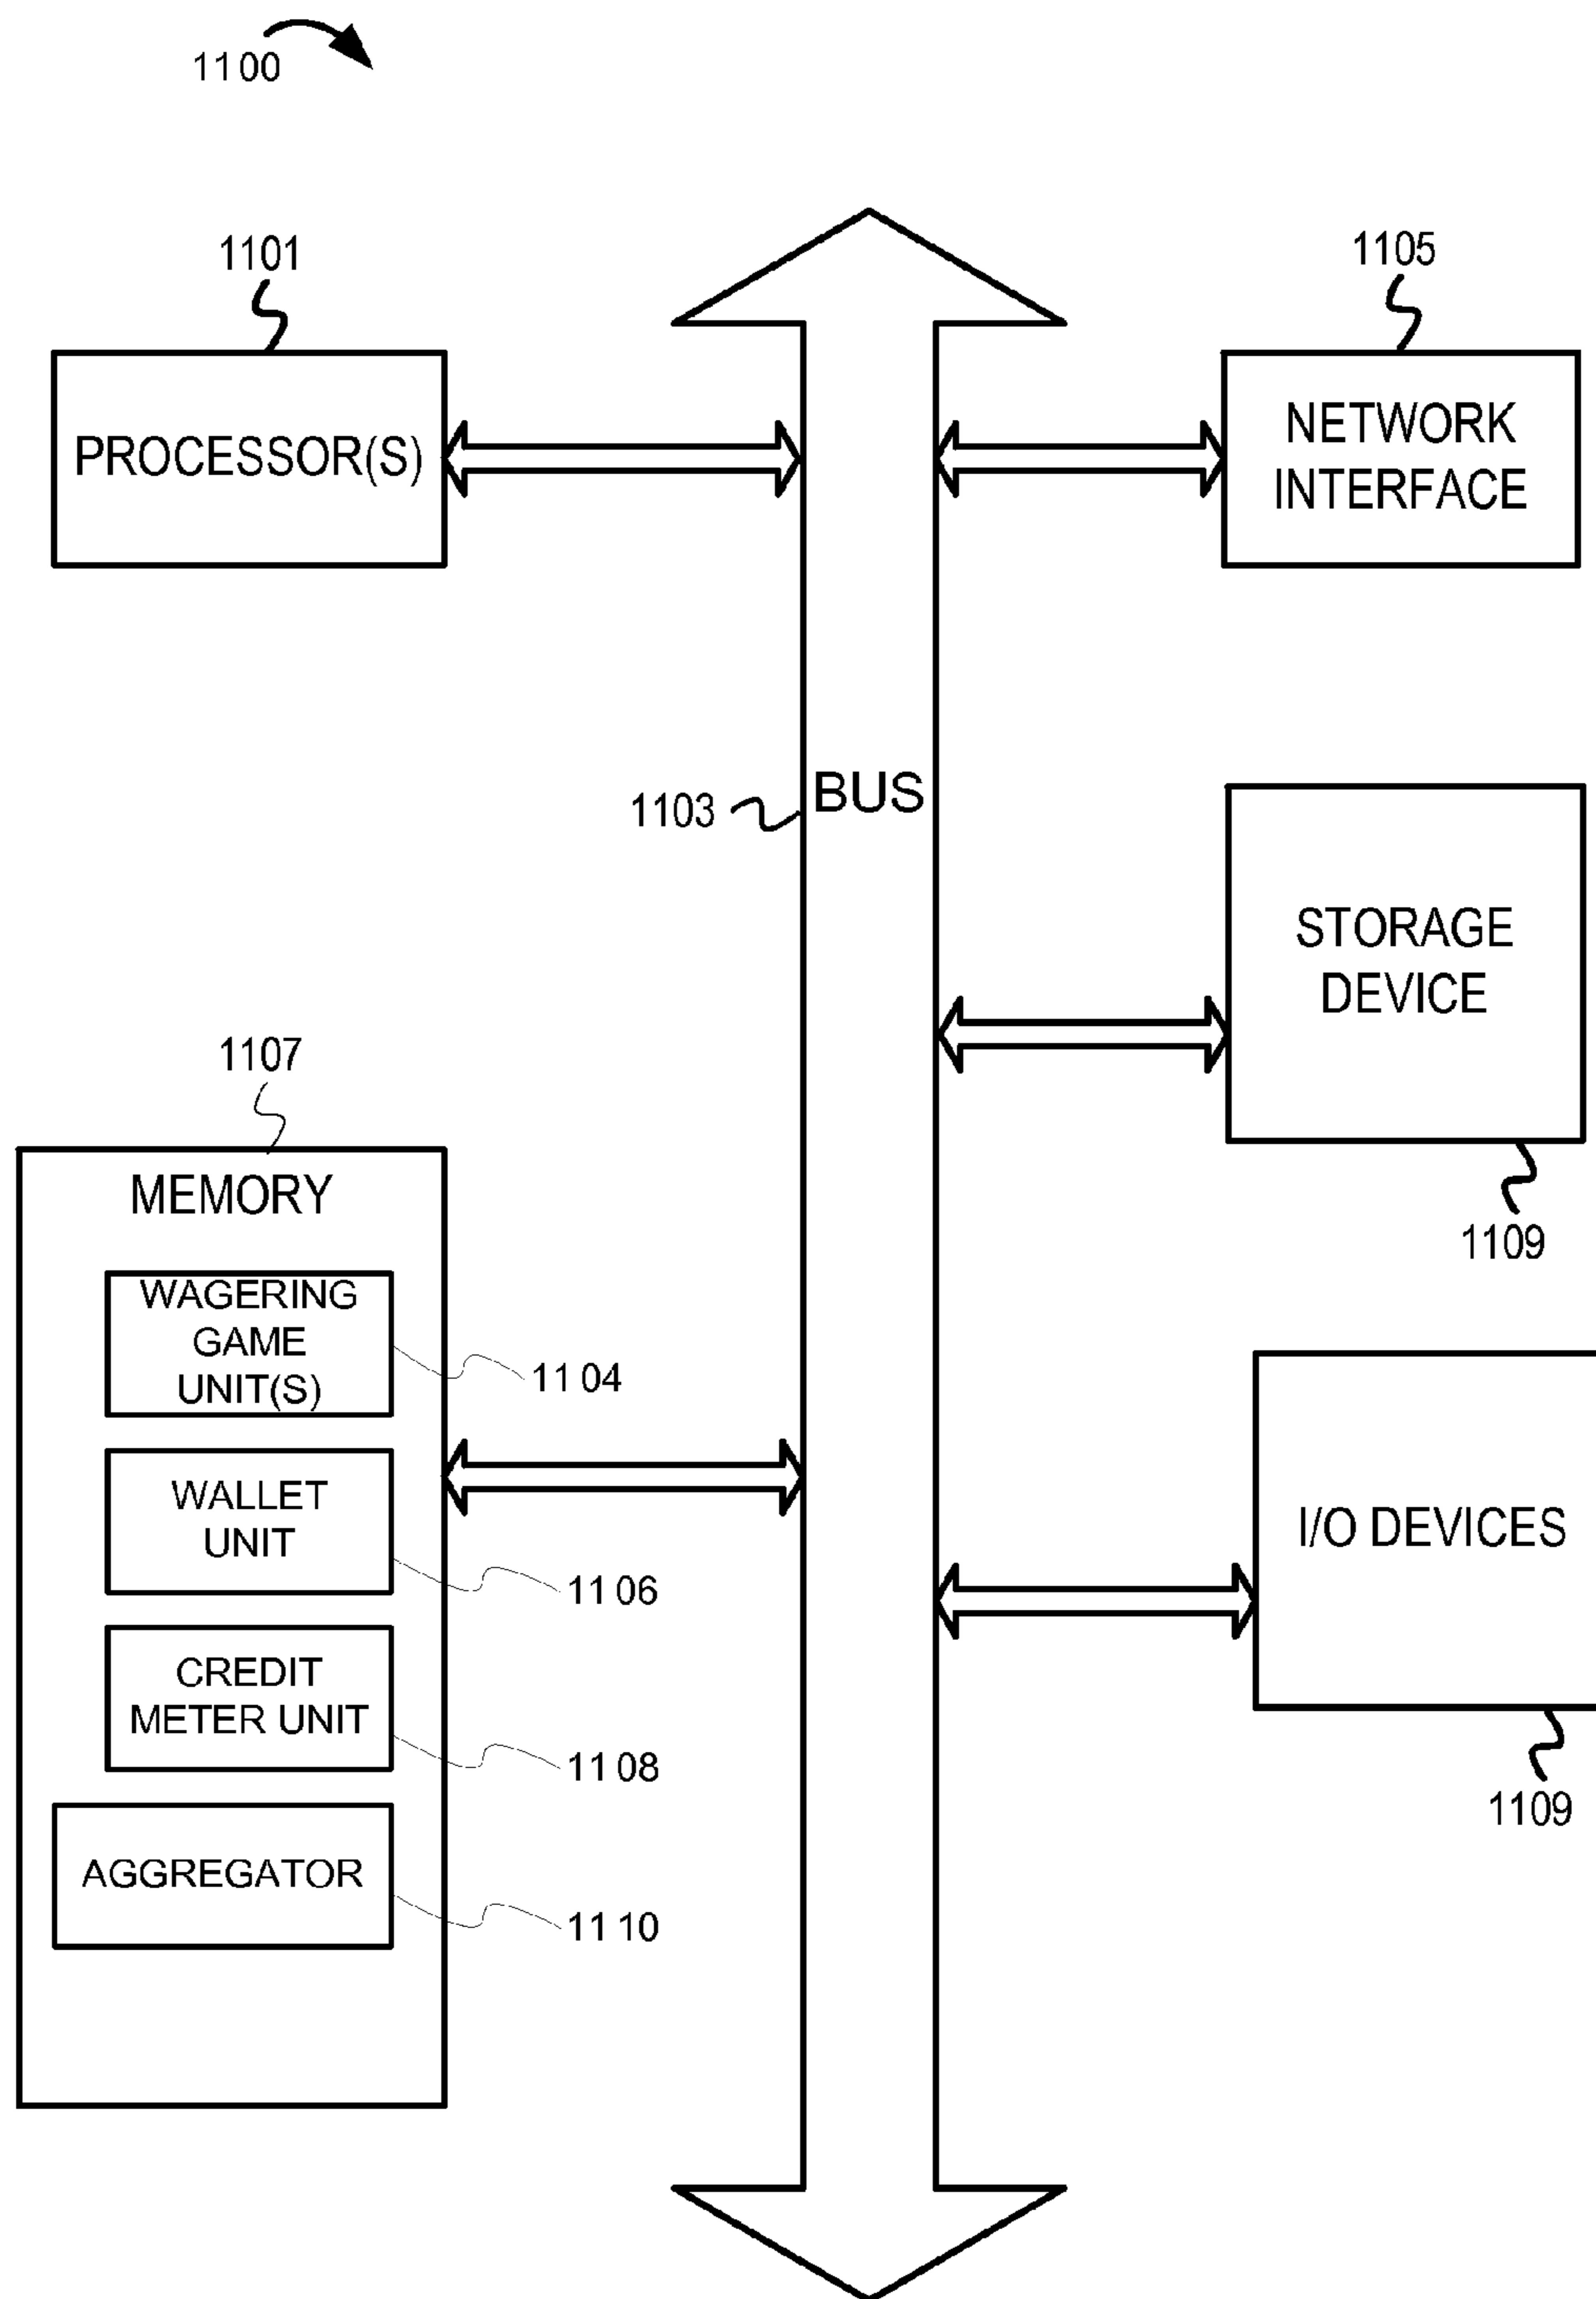 1100
1101
PROCESSOR(S)
1105
NETWORK
INTERFACE
BUS
1103
STORAGE
DEVICE
1109
1107
MEMORY
WAGERING
GAME
UNIT(S)
1104
WALLET
UNIT
1106
CREDIT
METER UNIT
1108
AGGREGATOR
1110
I/O DEVICES
1109